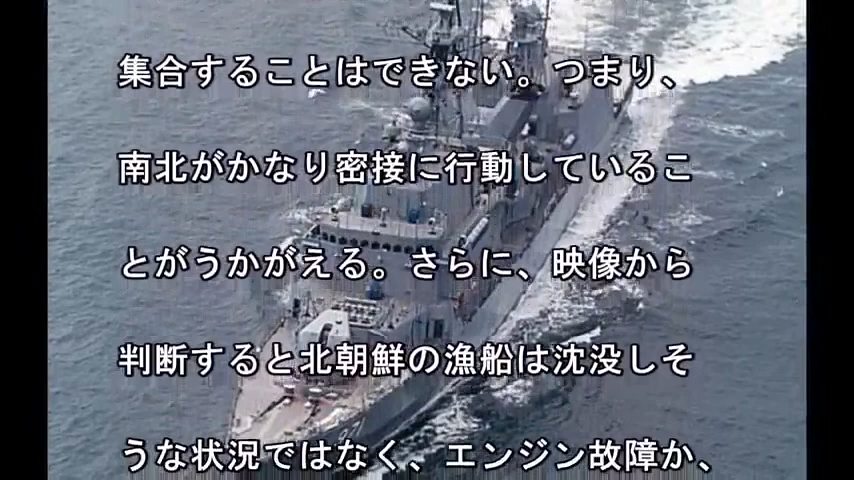 集合することはできない。つまり、
南北がかなり密接に行動しているこ
とがうかがえる。さらに、映像から
判断すると北朝鮮の漁船は沈没しそ
うな状況ではなく、エンジン故障か、